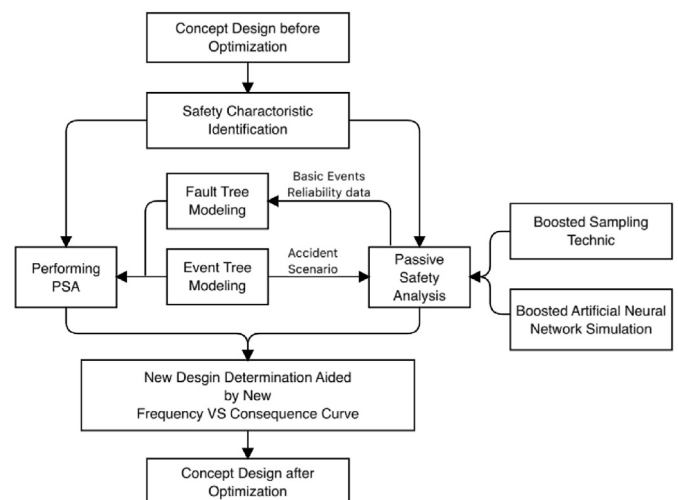 Concept Design before
Optimization
Safety Charactoristic
Identification
Basic Events
Reliability data
Fault Tree
Modeling
Boosted Sampling
Technic
Performing
PSA
Event Tree
Modeling
Accident
Scenario
Passive
Safety
Analysis
Boosted Artificial Neural
Network Simulation
New Desgin Determination Aided
by New
Frequency VS Consequence Curve
Concept Design after
Optimization